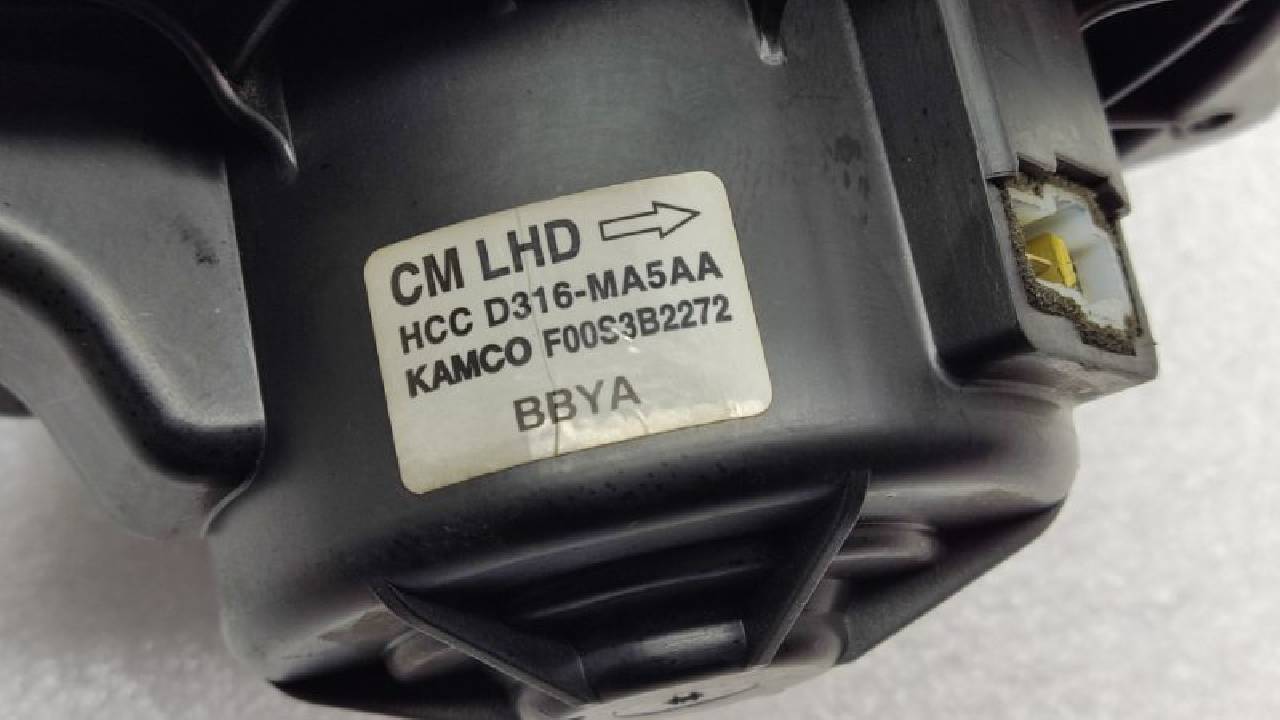 CM LHD
HCC D316-MA5AA
KAMCO F00S3B2272
BBYA